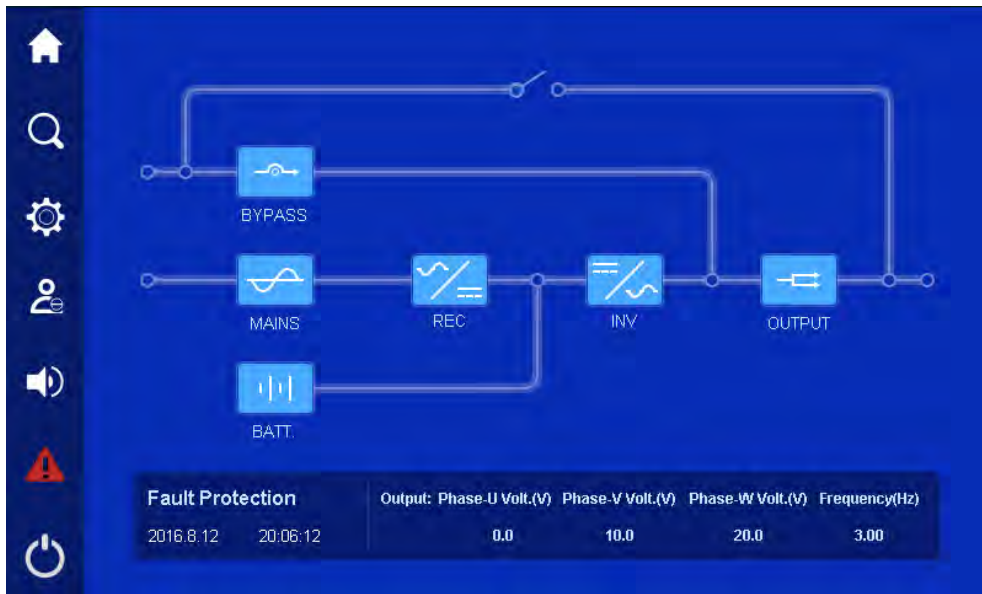 BYPASS
MAINS
REC
INV
OUTPUT
BATT.
Fault Protection
Output: Phase-U Volt.(V) Phase-V Volt.(V) Phase-W Volt.(V) Frequency(Hz)
2016.8.12 20:06:12
0.0 10.0 20.0 3.00